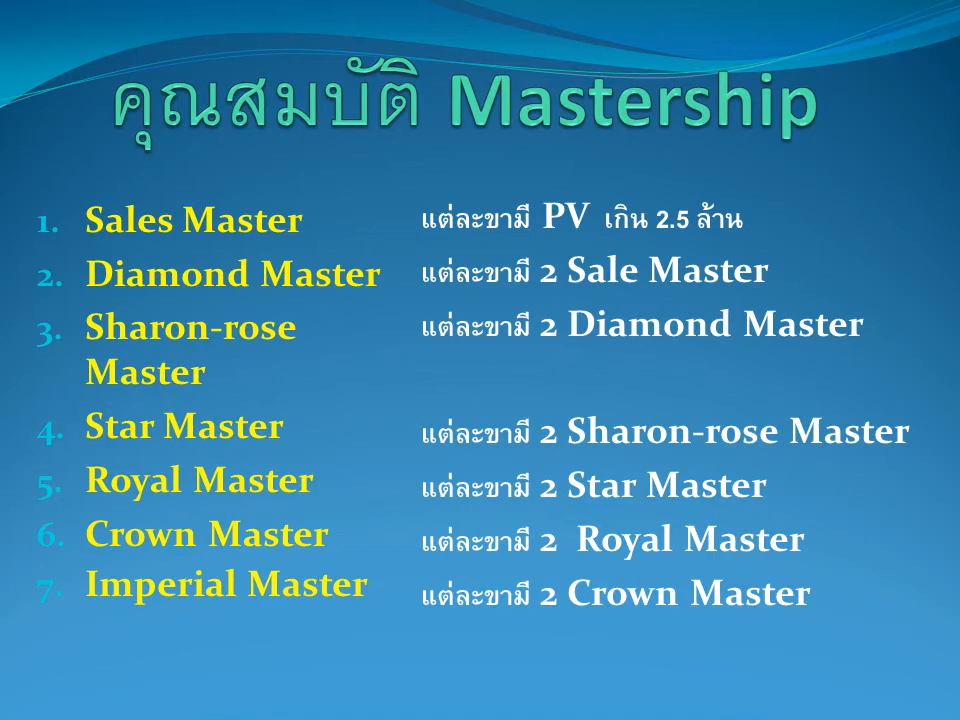 คุณสมบัติ Mastership
1. Sales Master
แต่ละขามี PV เกิน 2.5 ล้าน
2. Diamond Master
แต่ละขามี 2 Sale Master
3. Sharon-rose
Master
แต่ละขามี 2 Diamond Master
4. Star Master
แต่ละขามี 2 Sharon-rose Master
5. Royal Master
แต่ละขามี 2 Star Master
6. Crown Master
แต่ละขามี 2 Royal Master
7. Imperial Master
แต่ละขามี 2 Crown Master